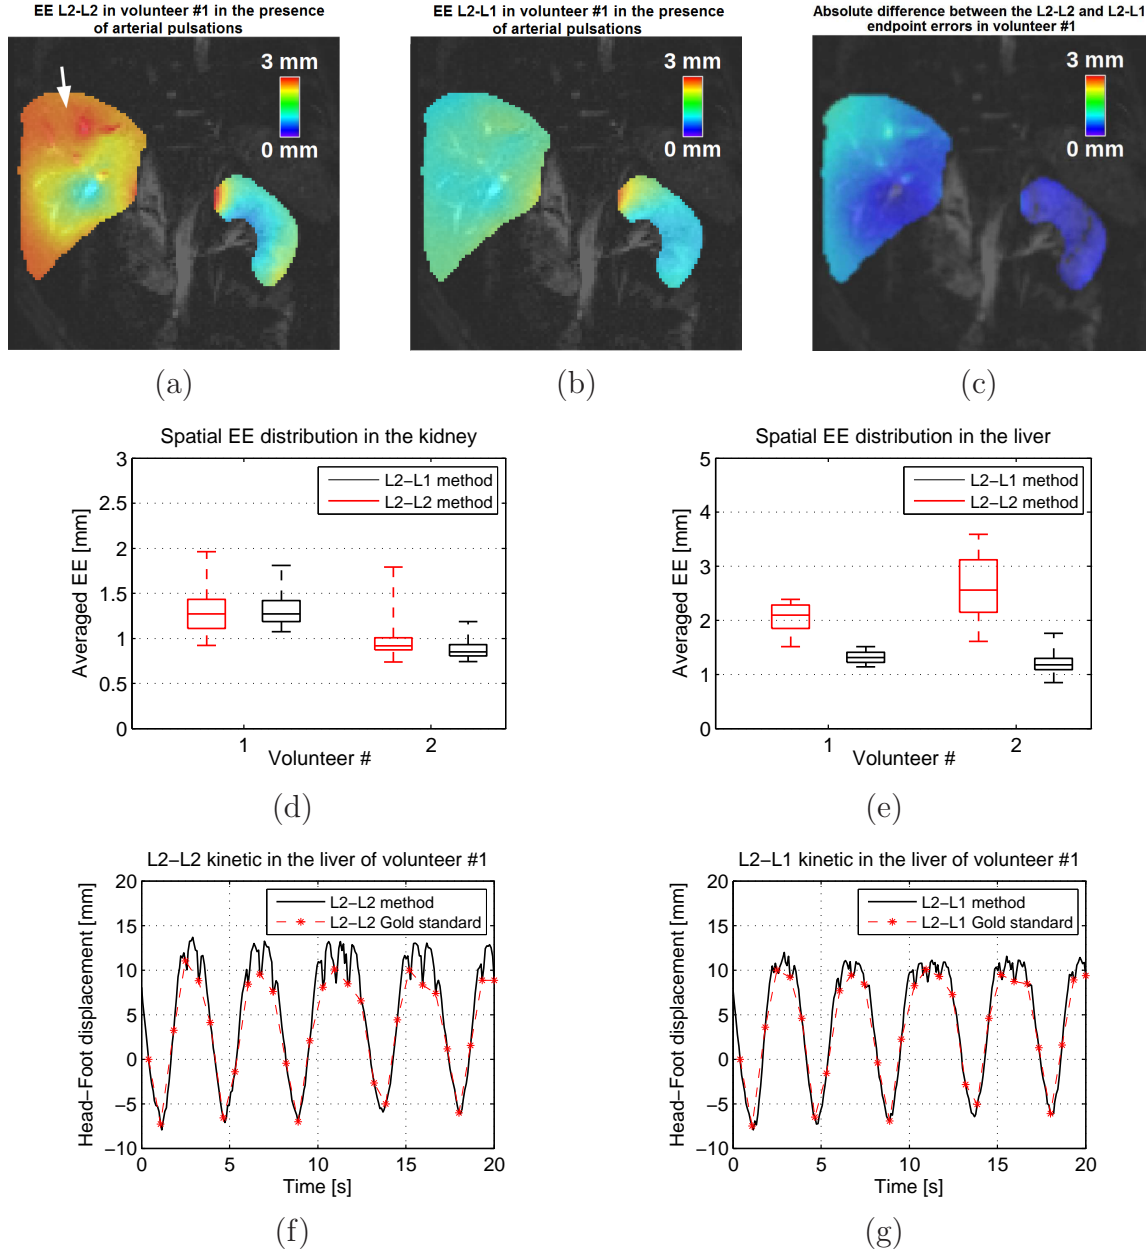 EE L2-L2 in volunteer #1 in the presence
of arterial pulsations
3 mm
0 mm
(a)
EE L2-L1 in volunteer #1 in the presence
of arterial pulsations
3 mm
0 mm
(b)
Absolute difference between the L2-L2 and L2-L1
endpoint errors in volunteer #1
3 mm
0 mm
(c)
Spatial EE distribution in the kidney
Averaged EE [mm]
3
2.5
2
1.5
1
0.5
0
L2−L1 method
L2−L2 method
1
2
Volunteer #
(d)
Spatial EE distribution in the liver
Averaged EE [mm]
5
4
3
2
1
0
L2−L1 method
L2−L2 method
1
2
Volunteer #
(e)
L2−L2 kinetic in the liver of volunteer #1
Head−Foot displacement [mm]
20
15
10
5
0
−5
−10
L2−L2 method
L2−L2 Gold standard
0
5
10
15
20
Time [s]
(f)
L2−L1 kinetic in the liver of volunteer #1
Head−Foot displacement [mm]
20
15
10
5
0
−5
−10
L2−L1 method
L2−L1 Gold standard
0
5
10
15
20
Time [s]
(g)